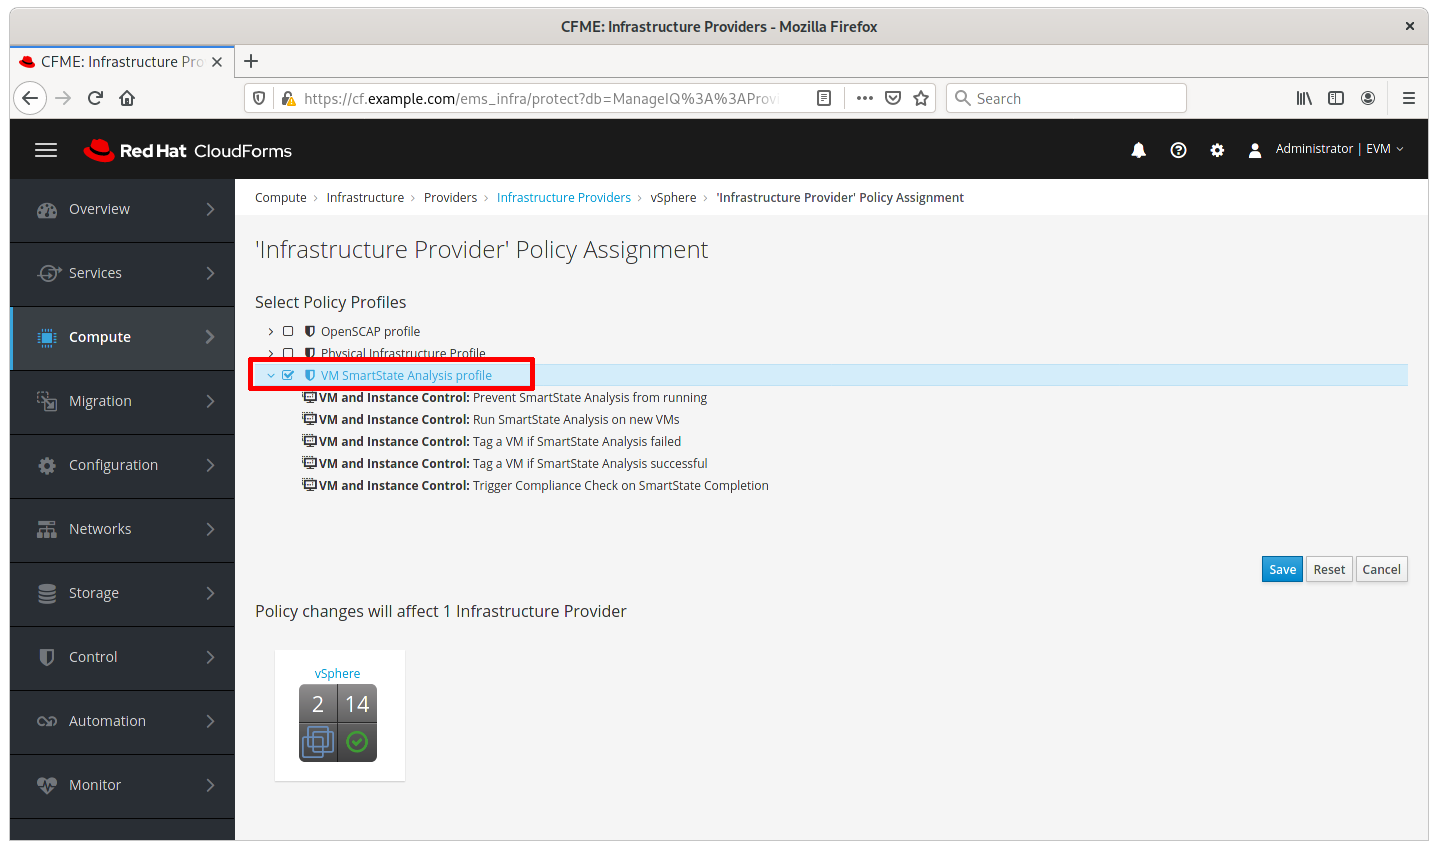 CFME: Infrastructure Providers - Mozilla Firefox
CFME: Infrastructure Pro
https://cf.example.com/ems_infra/protect?db=ManageIQ%3A%3AProvi
Search
Red Hat CloudForms
Administrator | EVM
Overview
Services
Compute
Migration
Configuration
Networks
Storage
Control
Automation
Monitor
Compute > Infrastructure > Providers > Infrastructure Providers > vSphere > 'Infrastructure Provider' Policy Assignment
'Infrastructure Provider' Policy Assignment
Select Policy Profiles
OpenSCAP profile
Physical Infrastructure Profile
VM SmartState Analysis profile
VM and Instance Control: Prevent SmartState Analysis from running
VM and Instance Control: Run SmartState Analysis on new VMs
VM and Instance Control: Tag a VM if SmartState Analysis failed
VM and Instance Control: Tag a VM if SmartState Analysis successful
VM and Instance Control: Trigger Compliance Check on SmartState Completion
Save Reset Cancel
Policy changes will affect 1 Infrastructure Provider
vSphere
2 14